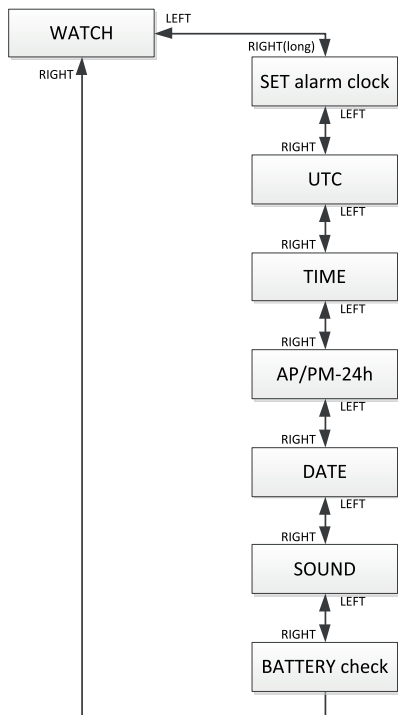 LEFT
WATCH
RIGHT(long)
RIGHT
SET alarm clock
LEFT
RIGHT
UTC
LEFT
RIGHT
TIME
LEFT
RIGHT
AP/PM-24h
LEFT
RIGHT
DATE
LEFT
RIGHT
SOUND
LEFT
RIGHT
BATTERY check